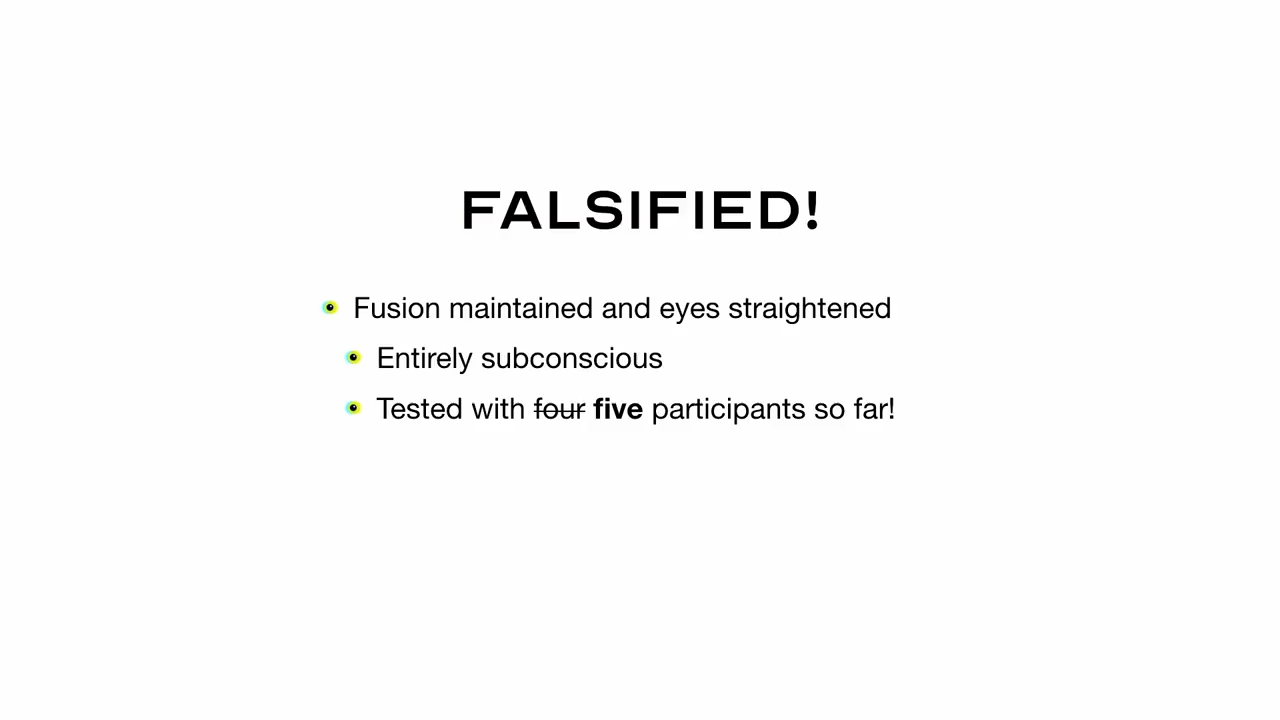 FALSIFIED!
Fusion maintained and eyes straightened
Entirely subconscious
Tested with four five participants so far!